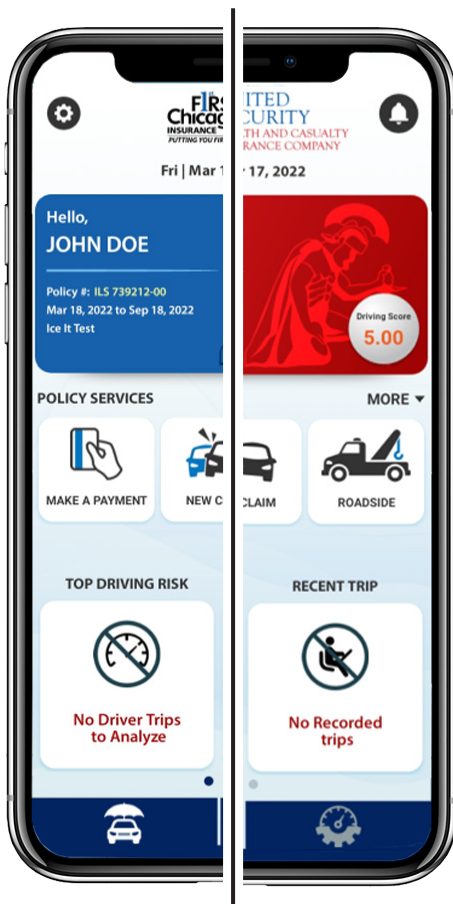 F1RS
Chicag
INSURANCE
PUTTING YOU FIR
ITED
CURITY
TH AND CASUALTY
RANCE COMPANY
Fri | Mar 1 17, 2022
Hello,
JOHN DOE
Policy #: ILS 739212-00
Mar 18, 2022 to Sep 18, 2022
Ice It Test
Driving Score
5.00
POLICY SERVICES
MORE
MAKE A PAYMENT
NEW C
CLAIM
ROADSIDE
TOP DRIVING RISK
RECENT TRIP
No Driver Trips
to Analyze
No Recorded
trips